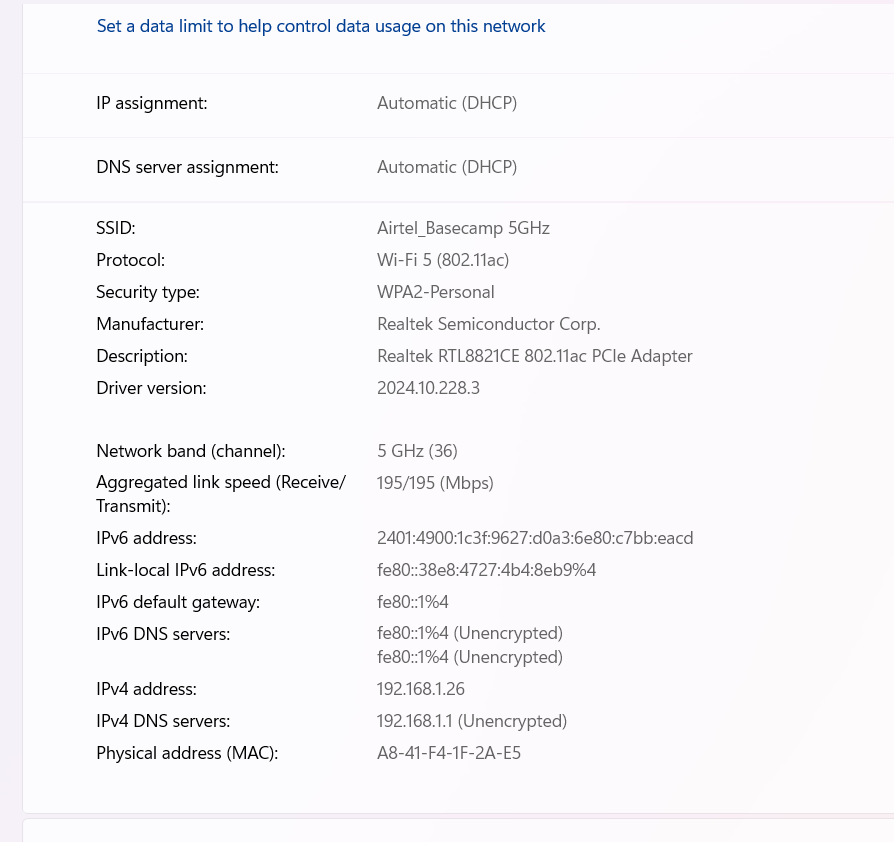 Set a data limit to help control data usage on this network
IP assignment: Automatic (DHCP)
DNS server assignment: Automatic (DHCP)
SSID: Airtel_Basecamp 5GHz
Protocol: Wi-Fi 5 (802.11ac)
Security type: WPA2-Personal
Manufacturer: Realtek Semiconductor Corp.
Description: Realtek RTL8821CE 802.11ac PCIe Adapter
Driver version: 2024.10.228.3
Network band (channel): 5 GHz (36)
Aggregated link speed (Receive/ 195/195 (Mbps)
Transmit):
IPv6 address: 2401:4900:1c3f:9627:d0a3:6e80:c7bb:eacd
Link-local IPv6 address: fe80::38e8:4727:4b4:8eb9%4
IPv6 default gateway: fe80::1%4
IPv6 DNS servers: fe80::1%4 (Unencrypted)
fe80::1%4 (Unencrypted)
IPv4 address: 192.168.1.26
IPv4 DNS servers: 192.168.1.1 (Unencrypted)
Physical address (MAC): A8-41-F4-1F-2A-E5